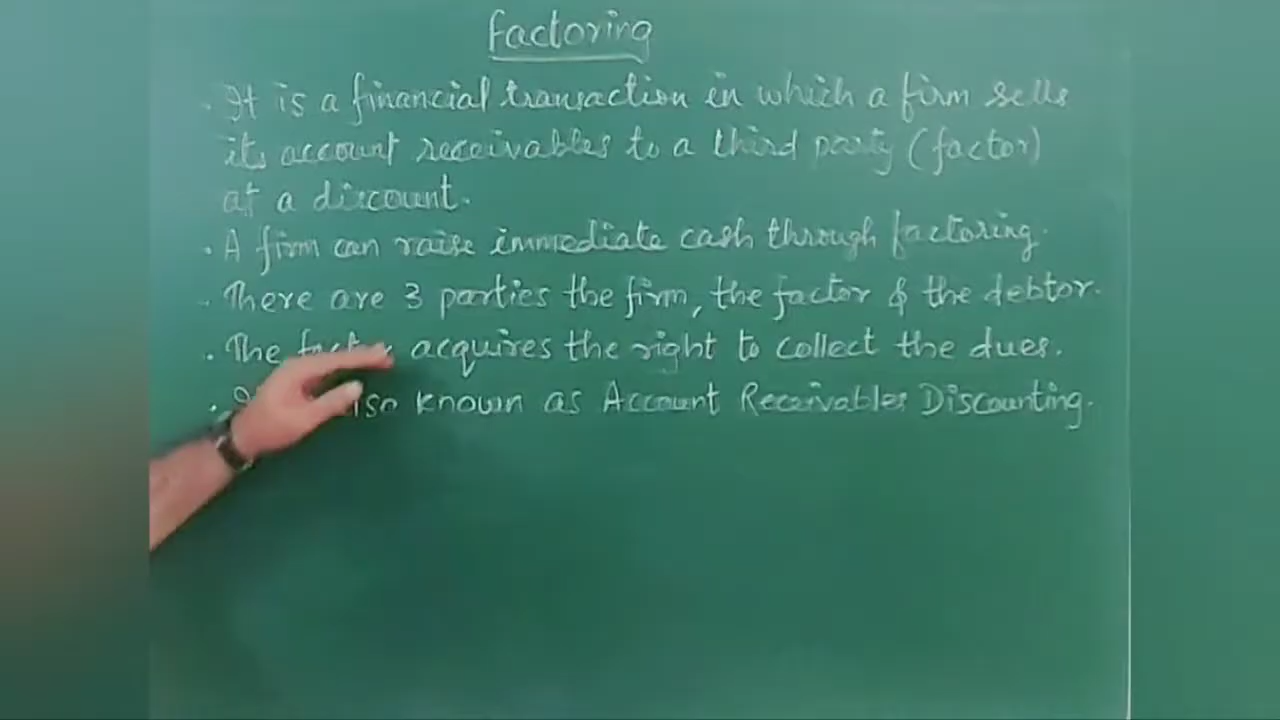 Factoring
. It is a financial transaction in which a firm sells
its account receivables to a third party (factor)
at a discount.
. A firm can raise immediate cash through factoring.
. There are 3 parties the firm, the factor & the debtor.
. The factor acquires the right to collect the dues.
. known as Account Receivables Discounting.